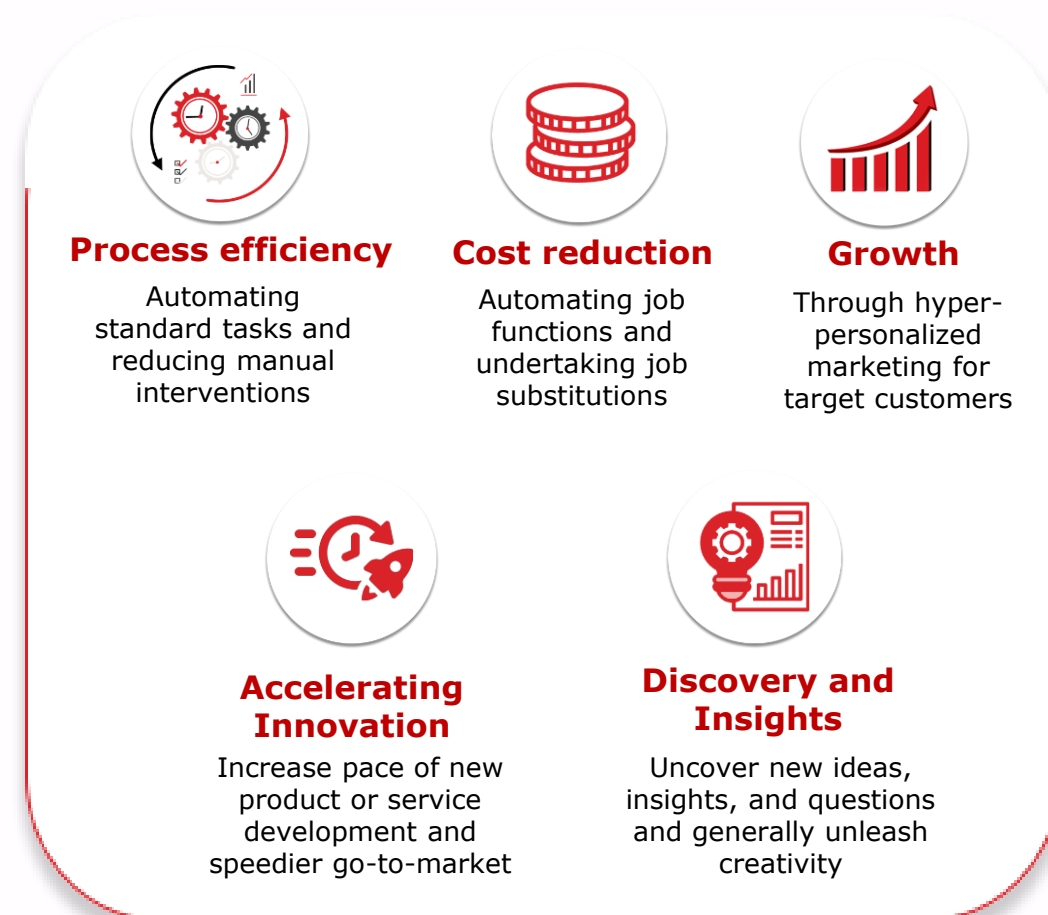 Process efficiency
Automating
standard tasks and
reducing manual
interventions
Cost reduction
Automating job
functions and
undertaking job
substitutions
Growth
Through hyper-
personalized
marketing for
target customers
Accelerating
Innovation
Increase pace of new
product or service
development and
speedier go-to-market
Discovery and
Insights
Uncover new ideas,
insights, and questions
and generally unleash
creativity